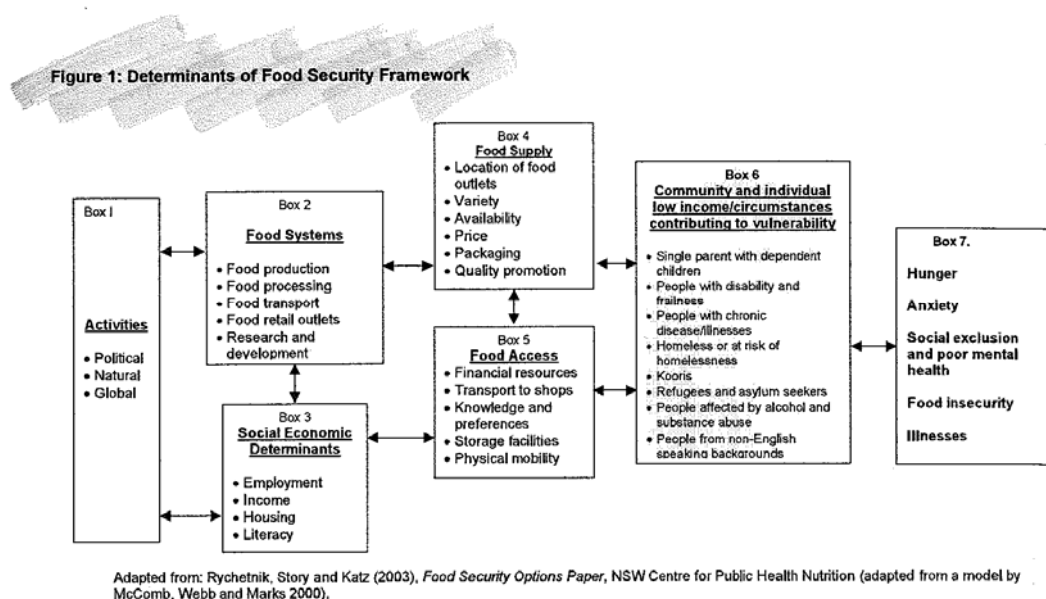 Figure 1: Determinants of Food Security Framework
Box I
Activities
• Political
• Natural
• Global
Box 2
Food Systems
• Food production
• Food processing
• Food transport
• Food retail outlets
• Research and
development
Box 3
Social Economic
Determinants
• Employment
• Income
• Housing
• Literacy
Box 4
Food Supply
• Location of food
outlets
• Variety
• Availability
• Price
• Packaging
• Quality promotion
Box 5
Food Access
• Financial resources
• Transport to shops
• Knowledge and
preferences
• Storage facilities
• Physical mobility
Box 6
Community and individual
low income/circumstances
contributing to vulnerability
• Single parent with dependent
children
• People with disability and
frailness
• People with chronic
disease/illnesses
• Homeless or at risk of
homelessness
• Kooris
• Refugees and asylum seekers
• People affected by alcohol and
substance abuse
• People from non-English
speaking backgrounds
Box 7.
Hunger
Anxiety
Social exclusion
and poor mental
health
Food insecurity
Illnesses
Adapted from: Rychetnik, Story and Katz (2003), Food Security Options Paper, NSW Centre for Public Health Nutrition (adapted from a model by
McComb, Webb and Marks 2000).